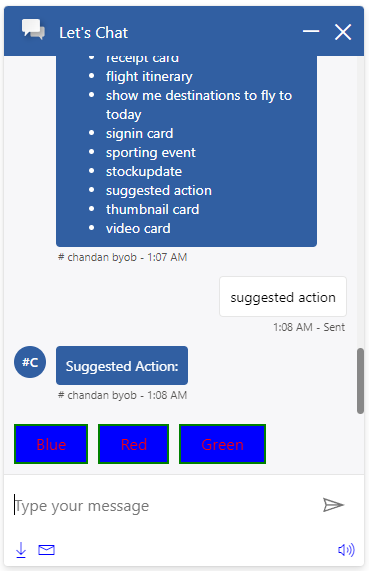 Let's Chat
receipt card
flight itinerary
show me destinations to fly to
today
signin card
sporting event
stockupdate
suggested action
thumbnail card
video card
# chandan byob - 1:07 AM
suggested action
1:08 AM - Sent
#C
Suggested Action:
# chandan byob - 1:08 AM
Blue Red Green
Type your message